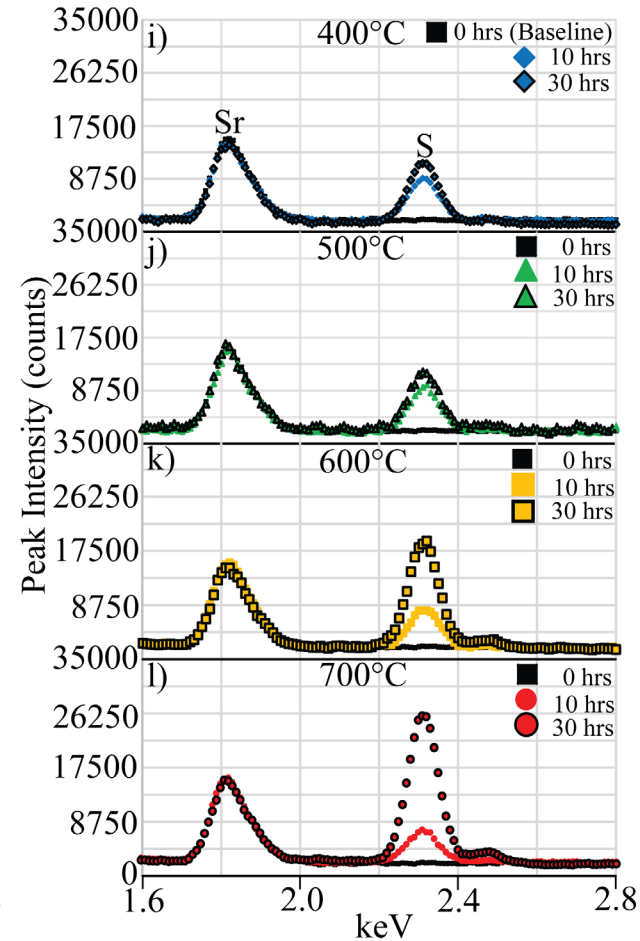 i) 400°C
0 hrs (Baseline)
10 hrs
30 hrs
35000
26250
17500
8750
Sr
S
j) 500°C
0 hrs
10 hrs
30 hrs
35000
26250
17500
8750
k) 600°C
0 hrs
10 hrs
30 hrs
35000
26250
17500
8750
l) 700°C
0 hrs
10 hrs
30 hrs
35000
26250
17500
8750
0
Peak Intensity (counts)
1.6 2.0 2.4 2.8
keV